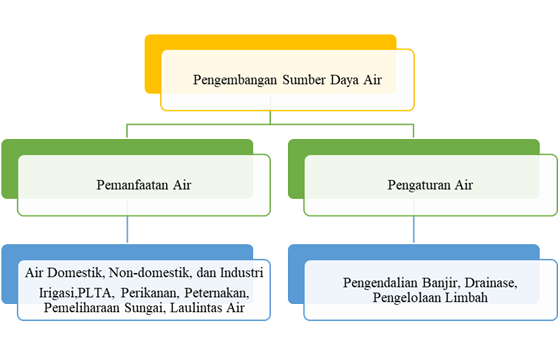 Pengembangan Sumber Daya Air
Pemanfaatan Air
Pengaturan Air
Air Domestik, Non-domestik, dan Industri
Irigasi,PLTA, Perikanan, Peternakan,
Pemeliharaan Sungai, Laulintas Air
Pengendalian Banjir, Drainase,
Pengelolaan Limbah